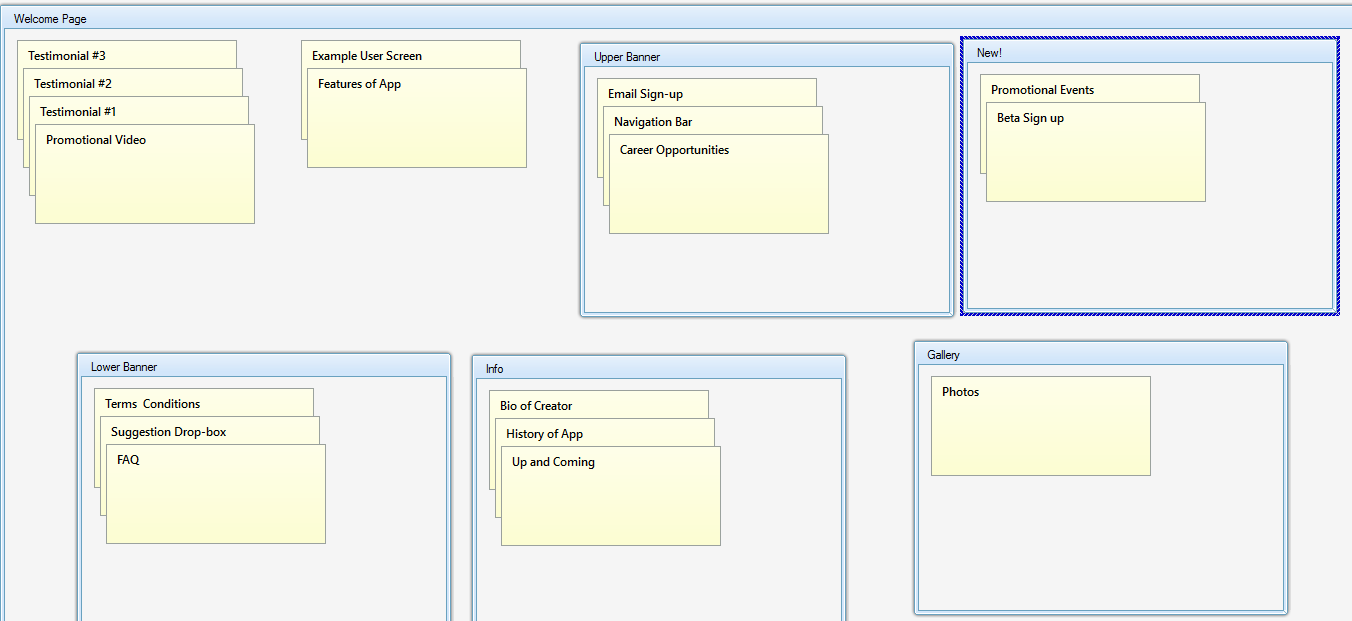 Welcome Page
Testimonial #3
Testimonial #2
Testimonial #1
Promotional Video
Example User Screen
Features of App
Upper Banner
Email Sign-up
Navigation Bar
Career Opportunities
New!
Promotional Events
Beta Sign up
Lower Banner
Terms  Conditions
Suggestion Drop-box
FAQ
Info
Bio of Creator
History of App
Up and Coming
Gallery
Photos